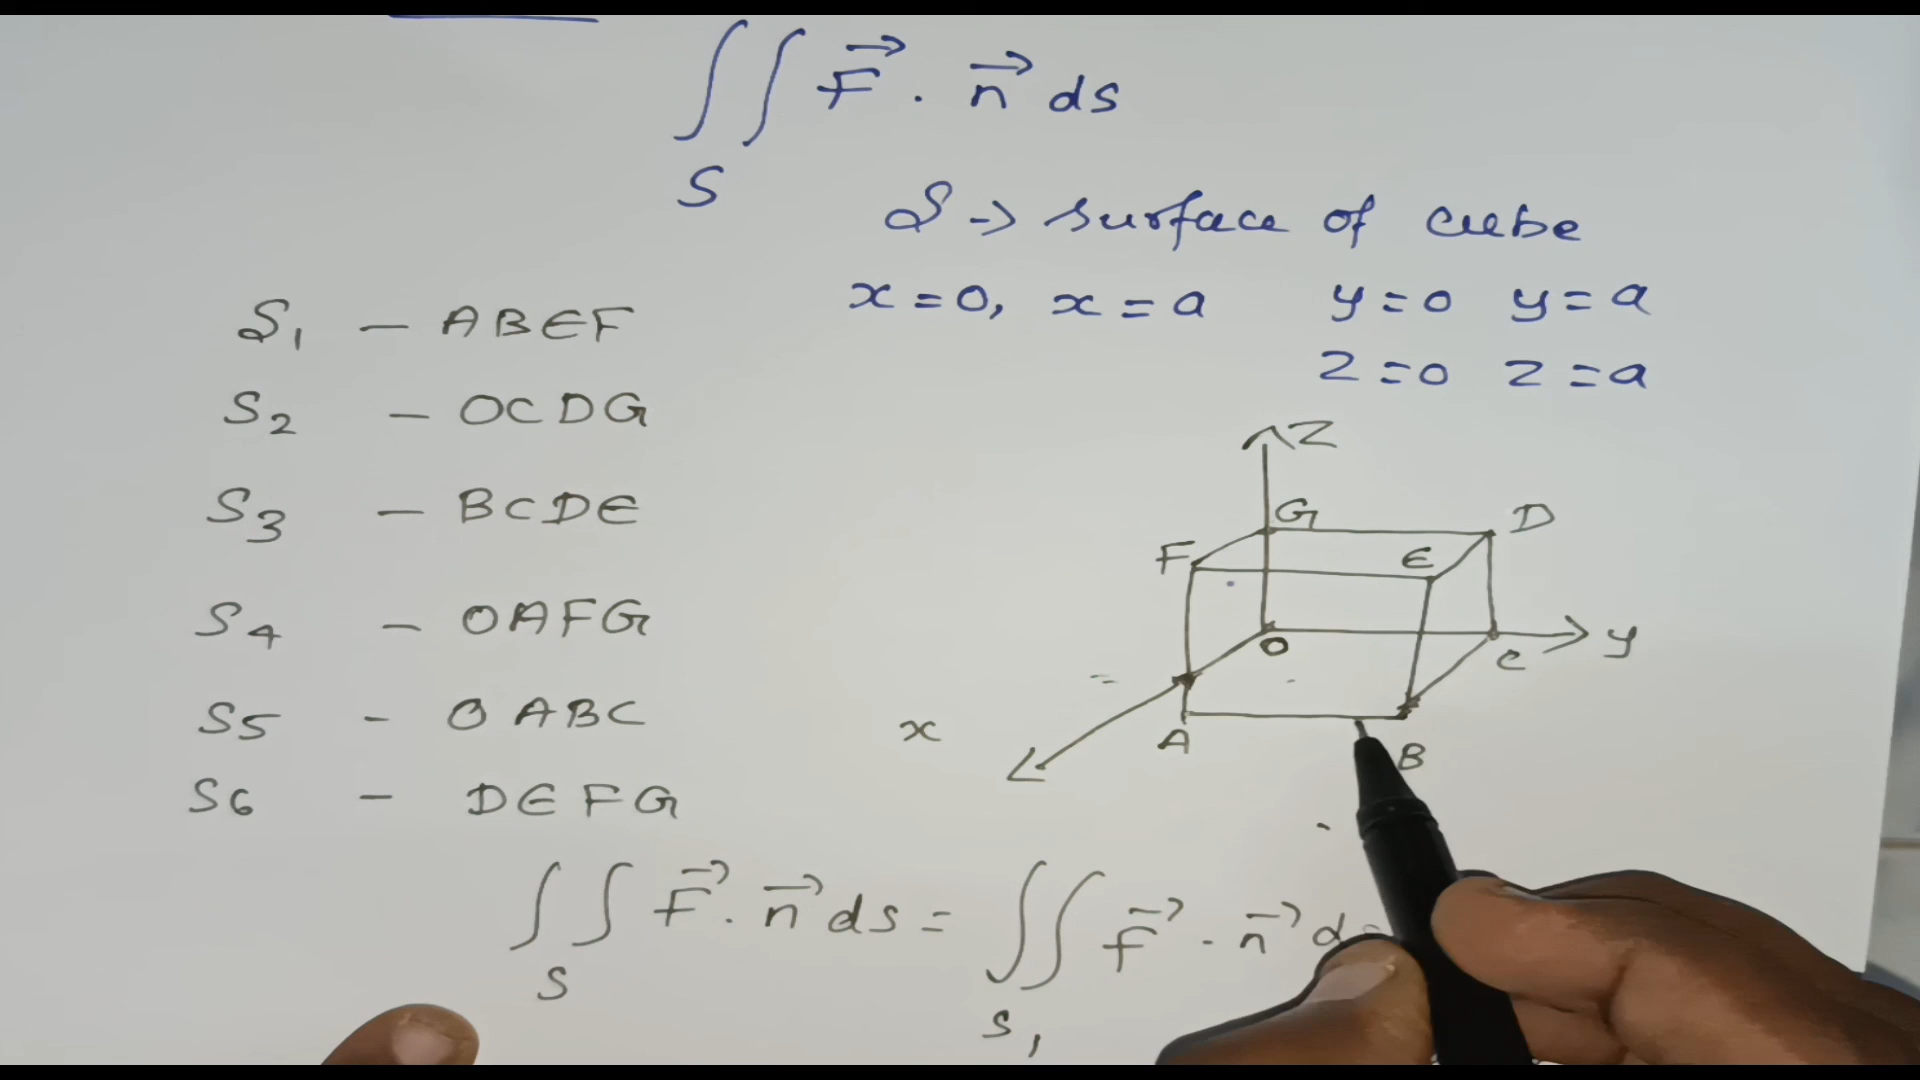 ∫∫ F⃗ . n⃗ ds
S
S → surface of cube
x = 0, x = a y = 0 y = a
z = 0 z = a
S1 - ABEF
S2 - OCDG
S3 - BCDE
S4 - OAFG
S5 - OABC
S6 - DEFG
z
G
D
F
E
O
C
y
x
A
B
∫∫ F⃗ . n⃗ ds = ∫∫ F⃗ . n⃗ d
S S1